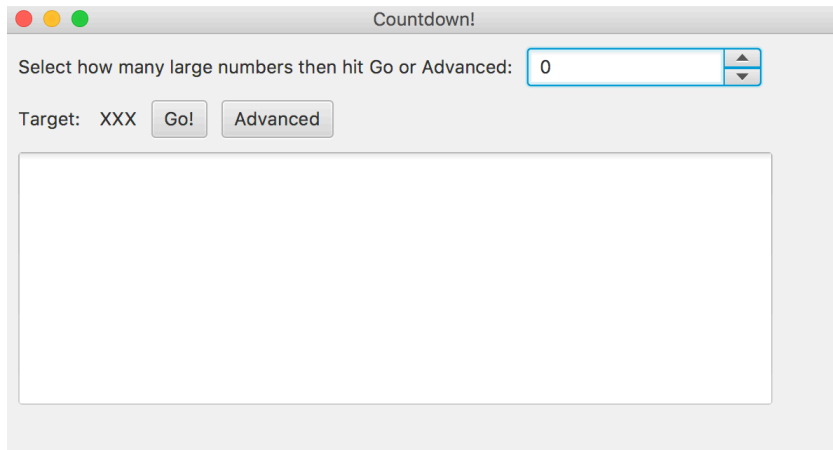 Countdown!
Select how many large numbers then hit Go or Advanced: 0
Target: XXX Go! Advanced